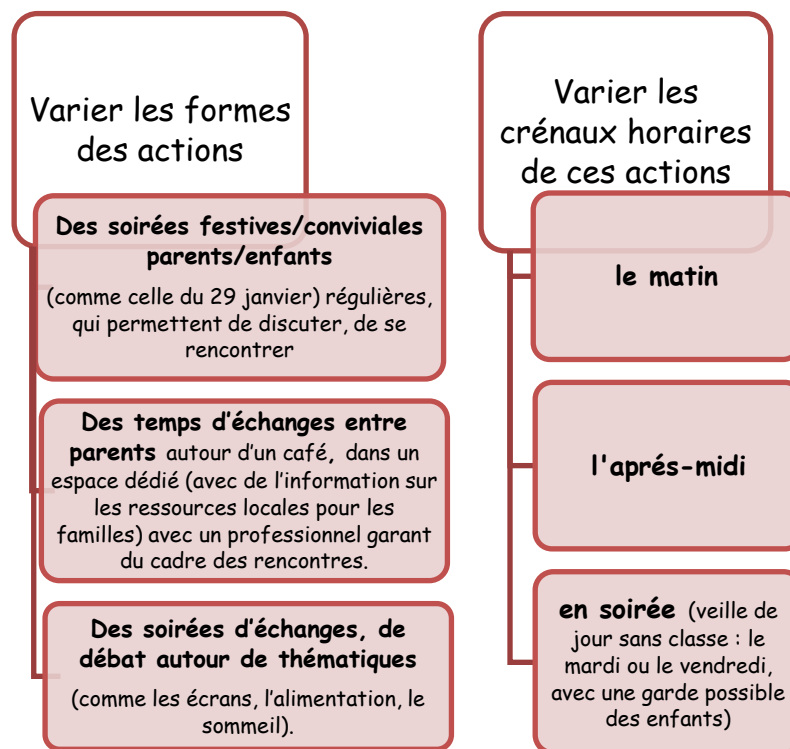 Varier les formes
des actions
Des soirées festives/conviviales
parents/enfants
(comme celle du 29 janvier) régulières,
qui permettent de discuter, de se
rencontrer
Des temps d'échanges entre
parents autour d'un café, dans un
espace dédié (avec de l'information sur
les ressources locales pour les
familles) avec un professionnel garant
du cadre des rencontres.
Des soirées d'échanges, de
débat autour de thématiques
(comme les écrans, l'alimentation, le
sommeil).
Varier les
crénaux horaires
de ces actions
le matin
l'aprés-midi
en soirée (veille de
jour sans classe : le
mardi ou le vendredi,
avec une garde possible
des enfants)